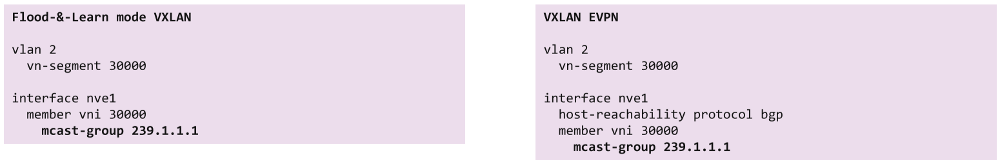 Flood-&-Learn mode VXLAN
vlan 2
vn-segment 30000
interface nve1
member vni 30000
mcast-group 239.1.1.1
VXLAN EVPN
vlan 2
vn-segment 30000
interface nve1
host-reachability protocol bgp
member vni 30000
mcast-group 239.1.1.1